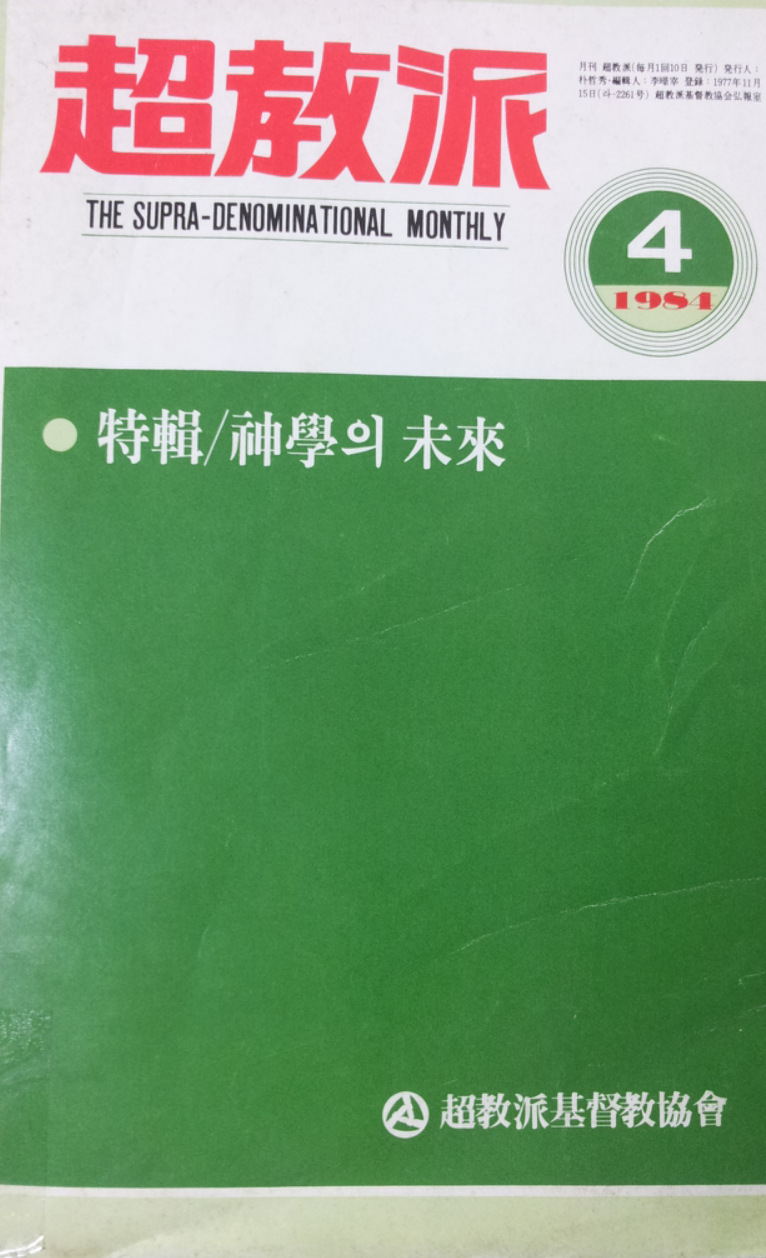 超敎派
月刊 超敎派(每月1回10日 発行) 発行人:
朴哲秀·編輯人: 李 宰 登錄: 1977年11月
15日(라-2261号) 超敎派基督敎協会弘報室
THE SUPRA-DENOMINATIONAL MONTHLY
4
1984
特輯/神學의 未來
超敎派基督敎協會